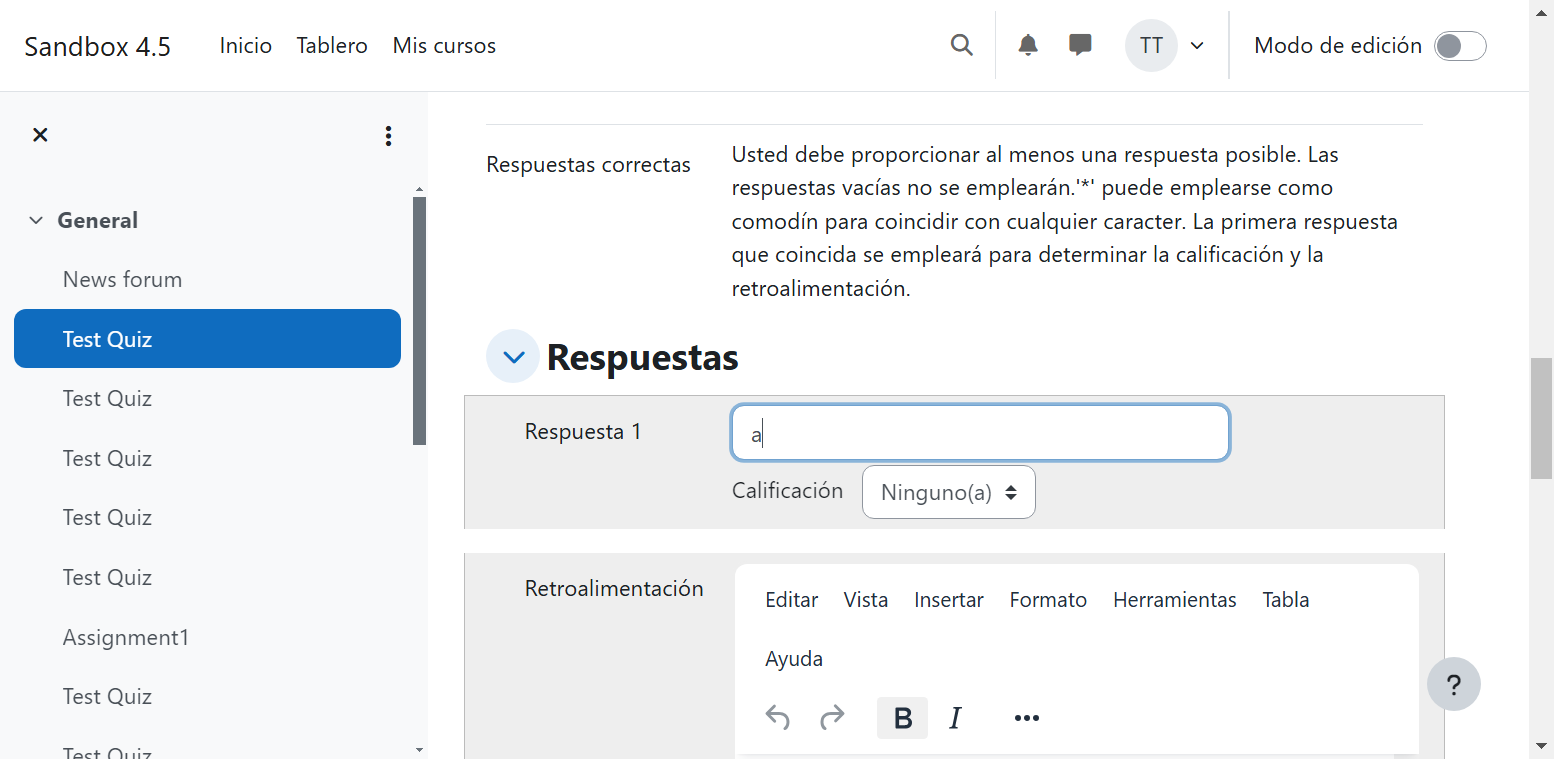 Sandbox 4.5 Inicio Tablero Mis cursos TT Modo de edición
General
News forum
Test Quiz
Test Quiz
Test Quiz
Test Quiz
Test Quiz
Assignment1
Test Quiz
Test Quiz
Respuestas correctas
Usted debe proporcionar al menos una respuesta posible. Las
respuestas vacías no se emplearán.'*' puede emplearse como
comodín para coincidir con cualquier caracter. La primera respuesta
que coincida se empleará para determinar la calificación y la
retroalimentación.
Respuestas
Respuesta 1 a
Calificación Ninguno(a)
Retroalimentación
Editar Vista Insertar Formato Herramientas Tabla
Ayuda
B I
?